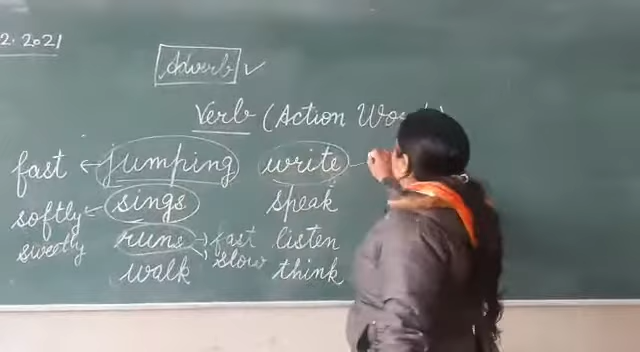 2.2021
Adverb ✓
Verb (Action Wo
fast ← jumping write
softly ← sings speak
sweetly runs → fast listen
walk → slow think